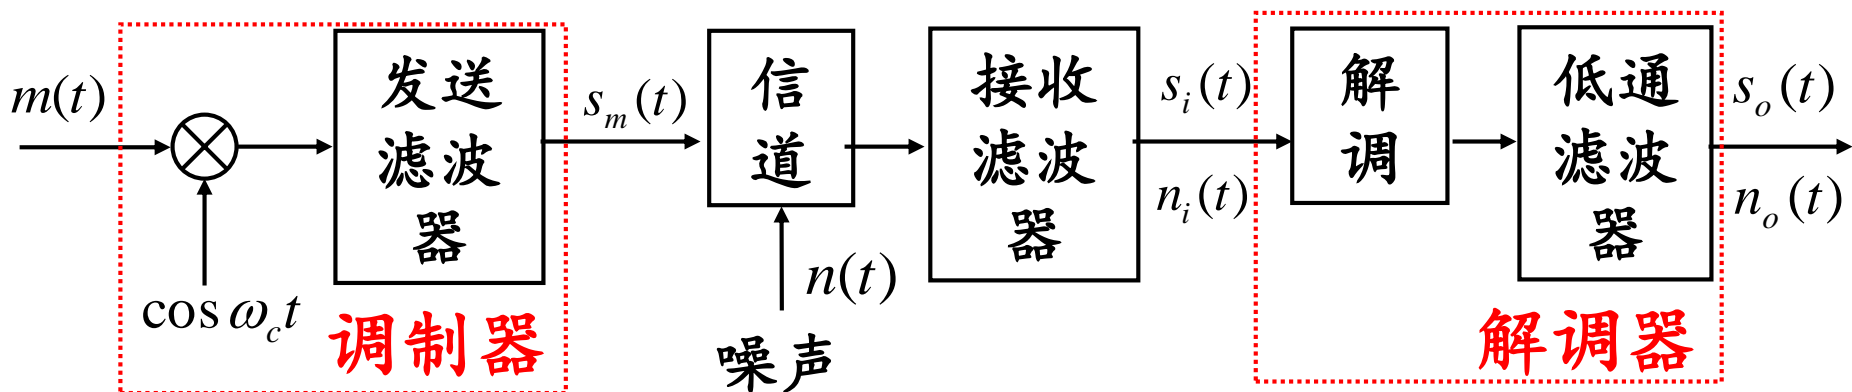 m(t)
cos ω_c t
发送
滤波
器
调制器
s_m(t)
信
道
n(t)
噪声
接收
滤波
器
s_i(t)
n_i(t)
解
调
低通
滤波
器
解调器
s_o(t)
n_o(t)